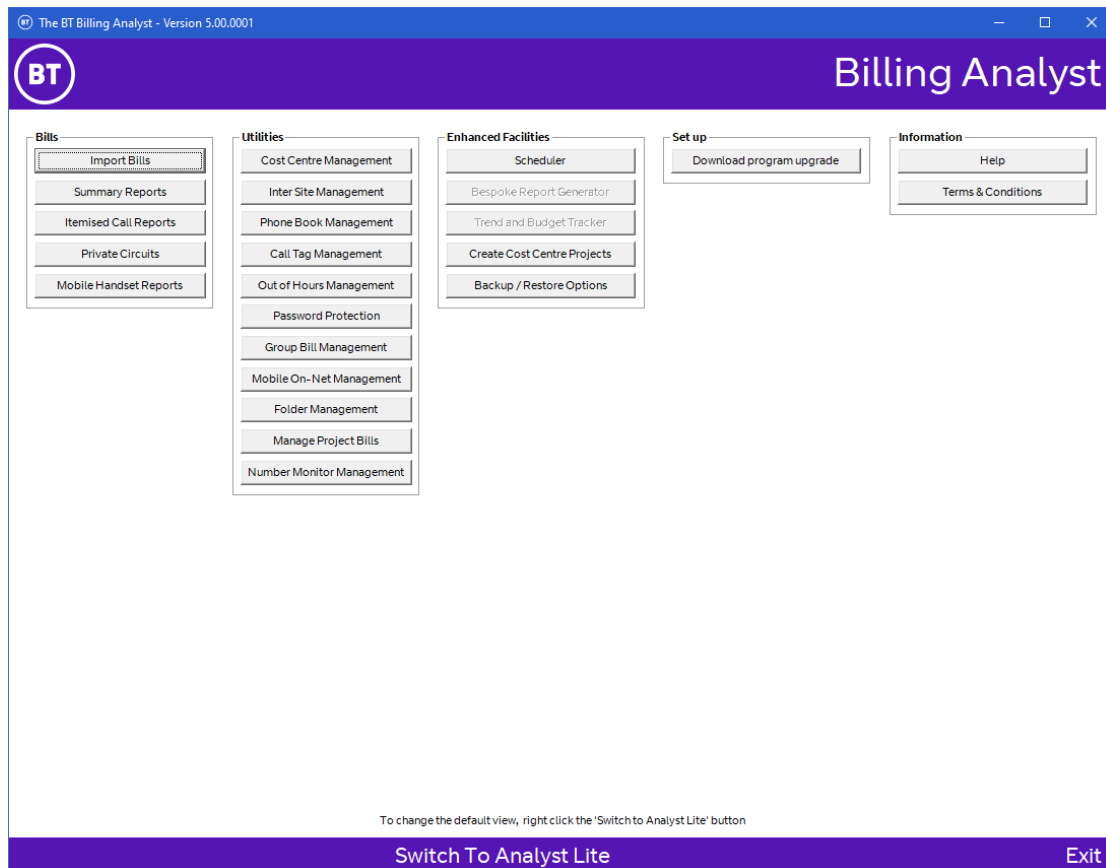 The BT Billing Analyst - Version 5.00.0001
BT
Billing Analyst
Bills
Import Bills
Summary Reports
Itemised Call Reports
Private Circuits
Mobile Handset Reports
Utilities
Cost Centre Management
Inter Site Management
Phone Book Management
Call Tag Management
Out of Hours Management
Password Protection
Group Bill Management
Mobile On-Net Management
Folder Management
Manage Project Bills
Number Monitor Management
Enhanced Facilities
Scheduler
Bespoke Report Generator
Trend and Budget Tracker
Create Cost Centre Projects
Backup / Restore Options
Set up
Download program upgrade
Information
Help
Terms & Conditions
To change the default view, right click the 'Switch to Analyst Lite' button
Switch To Analyst Lite
Exit